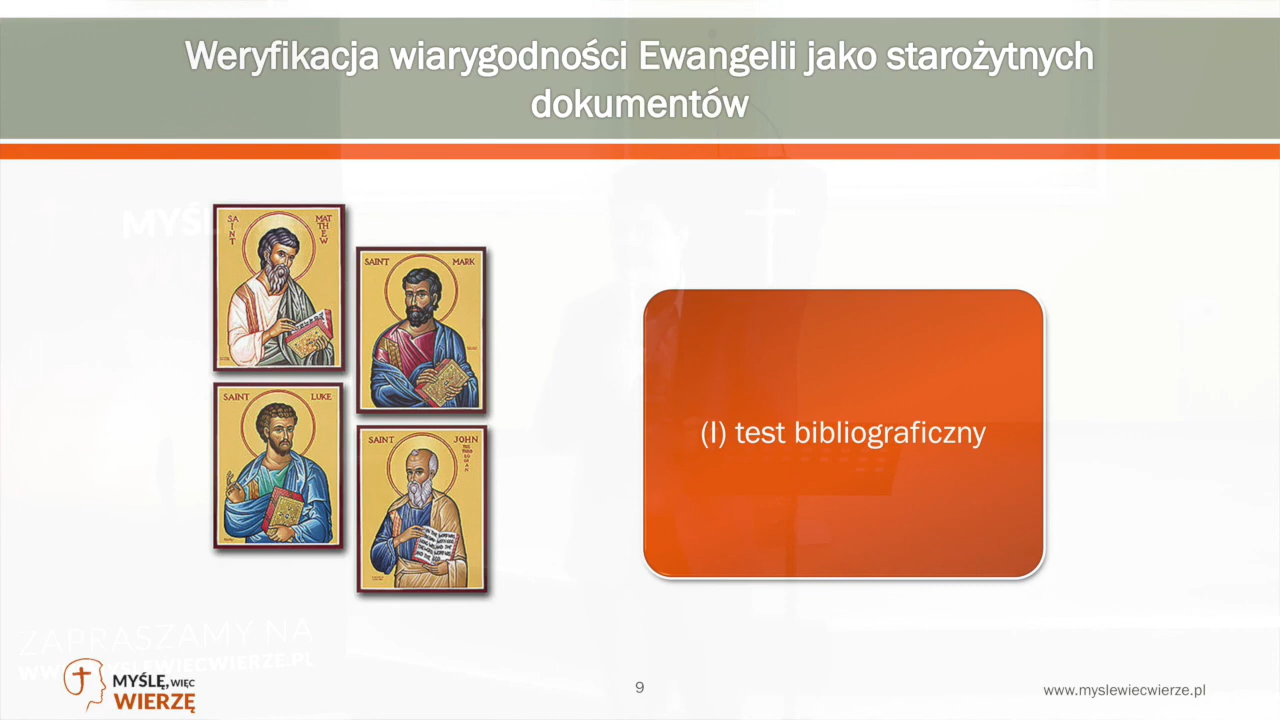 Weryfikacja wiarygodności Ewangelii jako starożytnych
dokumentów
SAINT MATTHEW
SAINT MARK
SAINT LUKE
SAINT JOHN
(I) test bibliograficzny
ZAPRASZAMY NA
MYŚLĘ, WIĘC
WIERZĘ
9
www.myslewiecwierze.pl